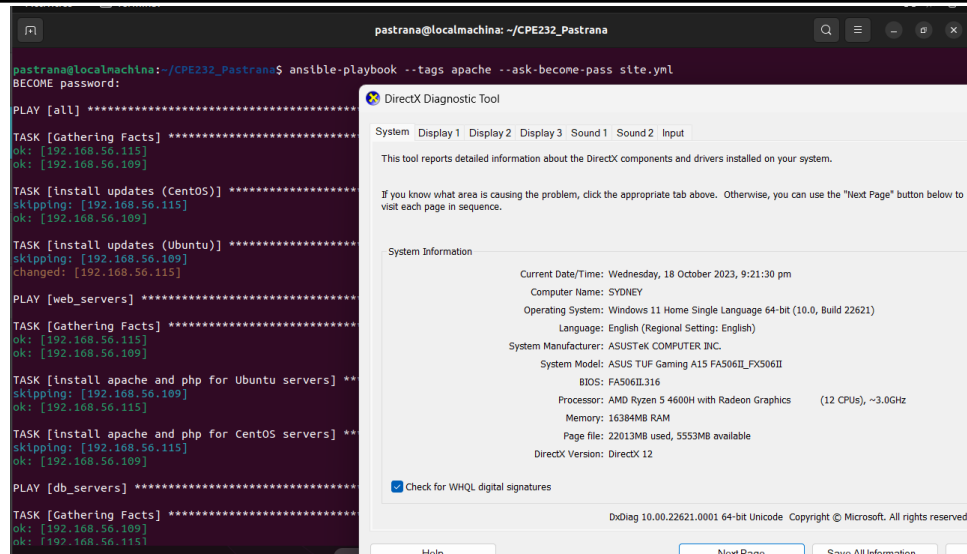 pastrana@localmachina: ~/CPE232_Pastrana
pastrana@localmachina:~/CPE232_Pastrana$ ansible-playbook --tags apache --ask-become-pass site.yml
BECOME password:
PLAY [all] ****************************************
TASK [Gathering Facts] ****************************
ok: [192.168.56.115]
ok: [192.168.56.109]
TASK [install updates (CentOS)] *******************
skipping: [192.168.56.115]
ok: [192.168.56.109]
TASK [install updates (Ubuntu)] *******************
skipping: [192.168.56.109]
changed: [192.168.56.115]
PLAY [web_servers] ********************************
TASK [Gathering Facts] ****************************
ok: [192.168.56.115]
ok: [192.168.56.109]
TASK [install apache and php for Ubuntu servers] **
skipping: [192.168.56.109]
ok: [192.168.56.115]
TASK [install apache and php for CentOS servers] **
skipping: [192.168.56.115]
ok: [192.168.56.109]
PLAY [db_servers] *********************************
TASK [Gathering Facts] ****************************
ok: [192.168.56.109]
ok: [192.168.56.115]
DirectX Diagnostic Tool
System Display 1 Display 2 Display 3 Sound 1 Sound 2 Input
This tool reports detailed information about the DirectX components and drivers installed on your system.
If you know what area is causing the problem, click the appropriate tab above. Otherwise, you can use the "Next Page" button below to
visit each page in sequence.
System Information
Current Date/Time: Wednesday, 18 October 2023, 9:21:30 pm
Computer Name: SYDNEY
Operating System: Windows 11 Home Single Language 64-bit (10.0, Build 22621)
Language: English (Regional Setting: English)
System Manufacturer: ASUSTeK COMPUTER INC.
System Model: ASUS TUF Gaming A15 FA506II_FX506II
BIOS: FA506II.316
Processor: AMD Ryzen 5 4600H with Radeon Graphics (12 CPUs), ~3.0GHz
Memory: 16384MB RAM
Page file: 22013MB used, 5553MB available
DirectX Version: DirectX 12
Check for WHQL digital signatures
DxDiag 10.00.22621.0001 64-bit Unicode Copyright © Microsoft. All rights reserved
Help Next Page Save All Information